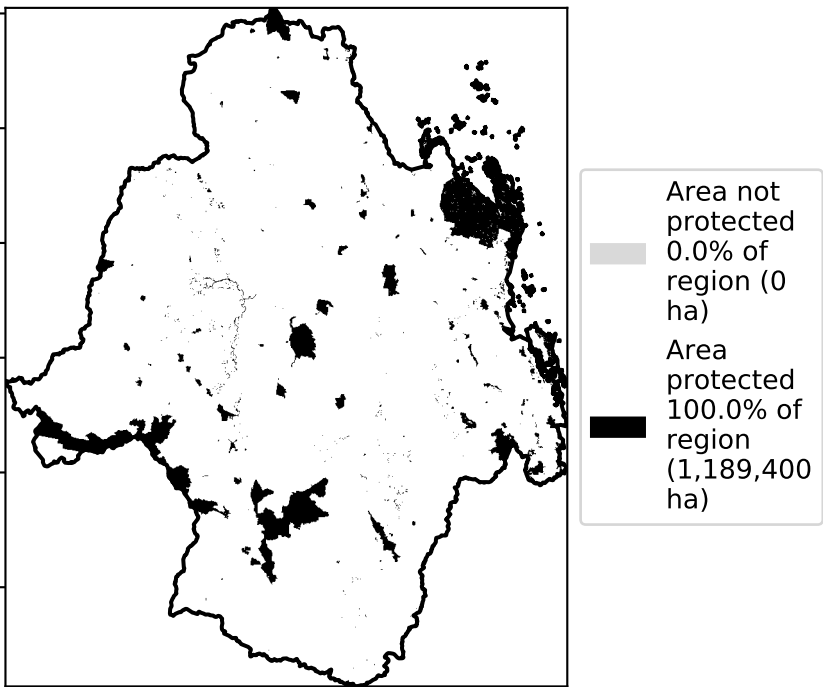 Area not
protected
0.0% of
region (0
ha)
Area
protected
100.0% of
region
(1,189,400
ha)